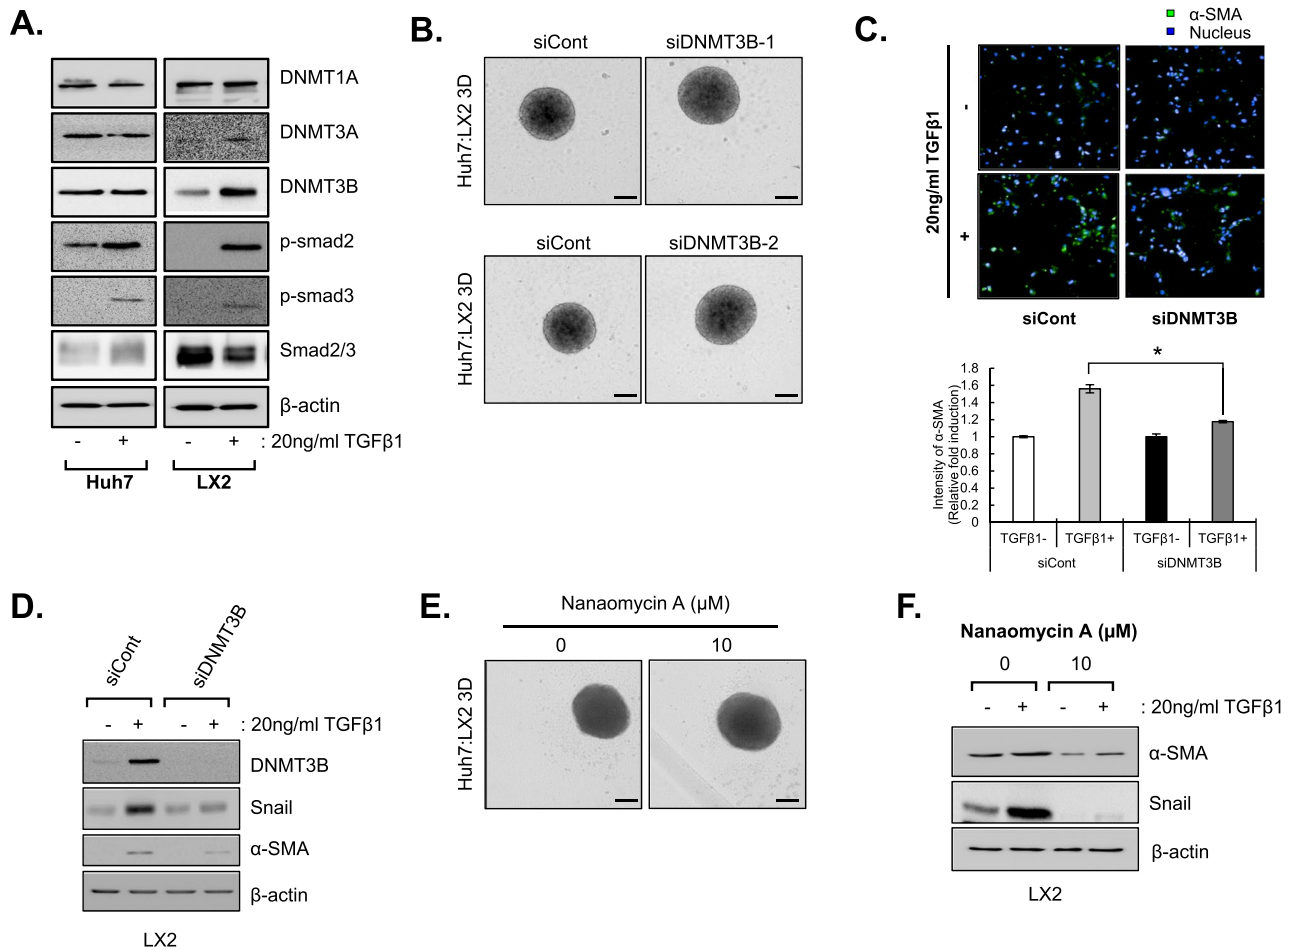 A.
DNMT1A
DNMT3A
DNMT3B
p-smad2
p-smad3
Smad2/3
β-actin
- + - + : 20ng/ml TGFβ1
Huh7 LX2
B.
siCont siDNMT3B-1
Huh7:LX2 3D
siCont siDNMT3B-2
Huh7:LX2 3D
C.
α-SMA
Nucleus
20ng/ml TGFβ1
-
+
siCont siDNMT3B
*
Intensity of α-SMA
(Relative fold induction)
1.8
1.6
1.4
1.2
1
0.8
0.6
0.4
0.2
0
TGFβ1- TGFβ1+ TGFβ1- TGFβ1+
siCont siDNMT3B
D.
siCont siDNMT3B
- + - + : 20ng/ml TGFβ1
DNMT3B
Snail
α-SMA
β-actin
LX2
E.
Nanaomycin A (μM)
0 10
Huh7:LX2 3D
F.
Nanaomycin A (μM)
0 10
- + - + : 20ng/ml TGFβ1
α-SMA
Snail
β-actin
LX2